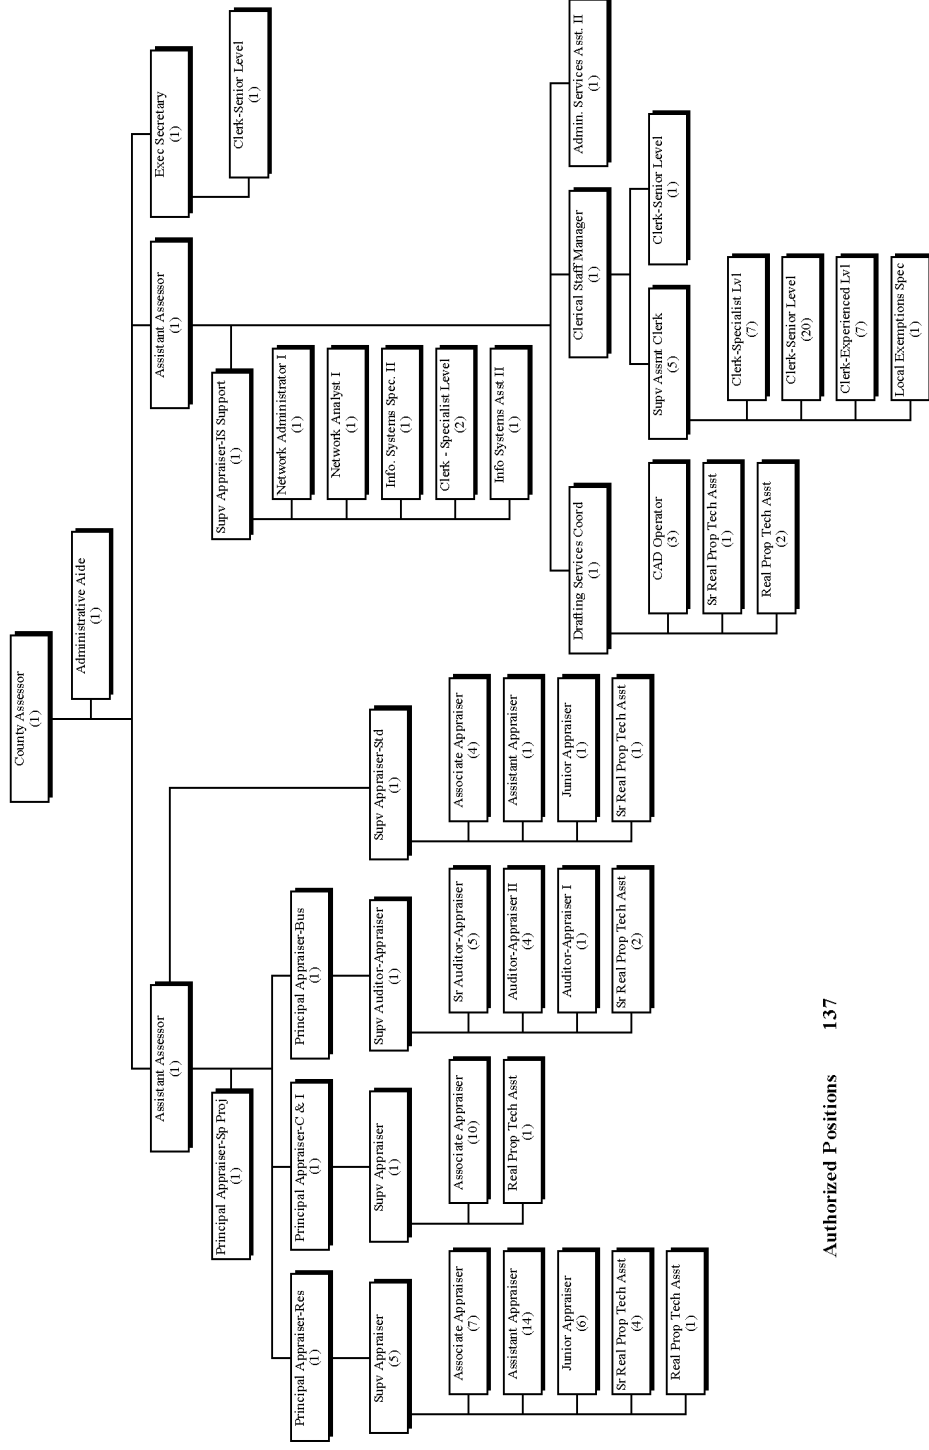 County Assessor
(1)
Administrative Aide
(1)
Assistant Assessor
(1)
Assistant Assessor
(1)
Exec Secretary
(1)
Clerk-Senior Level
(1)
Principal Appraiser-Sp Proj
(1)
Principal Appraiser-Res
(1)
Principal Appraiser-C & I
(1)
Principal Appraiser-Bus
(1)
Supv Appraiser
(5)
Supv Appraiser
(1)
Supv Auditor-Appraiser
(1)
Supv Appraiser-Std
(1)
Associate Appraiser
(7)
Assistant Appraiser
(14)
Junior Appraiser
(6)
Sr Real Prop Tech Asst
(4)
Real Prop Tech Asst
(1)
Associate Appraiser
(10)
Real Prop Tech Asst
(1)
Sr Auditor-Appraiser
(5)
Auditor-Appraiser II
(4)
Auditor-Appraiser I
(1)
Sr Real Prop Tech Asst
(2)
Associate Appraiser
(4)
Assistant Appraiser
(1)
Junior Appraiser
(1)
Sr Real Prop Tech Asst
(1)
Supv Appraiser-IS Support
(1)
Network Administrator I
(1)
Network Analyst I
(1)
Info. Systems Spec. II
(1)
Clerk - Specialist Level
(2)
Info Systems Asst II
(1)
Drafting Services Coord
(1)
Clerical Staff Manager
(1)
Admin. Services Asst. II
(1)
CAD Operator
(3)
Sr Real Prop Tech Asst
(1)
Real Prop Tech Asst
(2)
Supv Assmt Clerk
(5)
Clerk-Senior Level
(1)
Clerk-Specialist Lvl
(7)
Clerk-Senior Level
(20)
Clerk-Experienced Lvl
(7)
Local Exemptions Spec
(1)
Authorized Positions 137